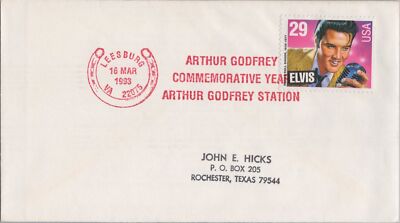 LEESBURG
16 MAR
1993
VA 22075
ARTHUR GODFREY
COMMEMORATIVE YEAR
ARTHUR GODFREY STATION
29
USA
ELVIS
JOHN E. HICKS
P. O. BOX 205
ROCHESTER, TEXAS 79544